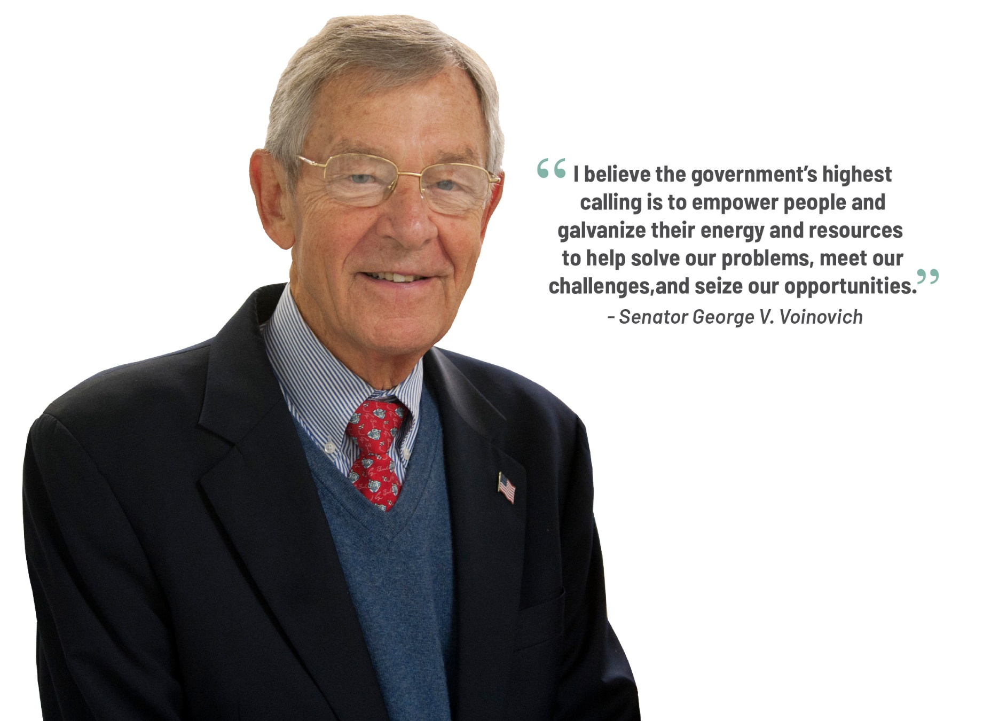 “ I believe the government’s highest
calling is to empower people and
galvanize their energy and resources
to help solve our problems, meet our
challenges,and seize our opportunities.”
- Senator George V. Voinovich